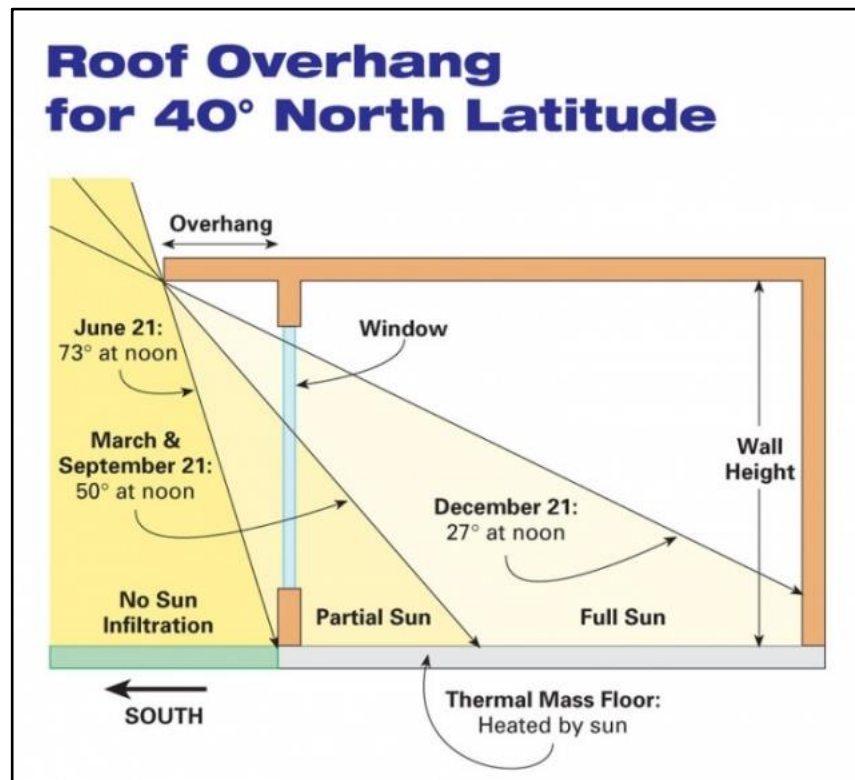 Roof Overhang
for 40° North Latitude
Overhang
June 21:
73° at noon
Window
March &
September 21:
50° at noon
Wall
Height
December 21:
27° at noon
No Sun
Infiltration
Partial Sun
Full Sun
SOUTH
Thermal Mass Floor:
Heated by sun